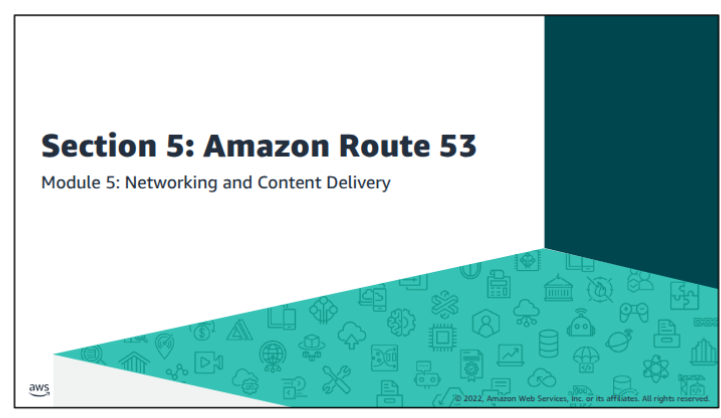 Section 5: Amazon Route 53
Module 5: Networking and Content Delivery
aws
© 2022, Amazon Web Services, Inc. or its affiliates. All rights reserved.